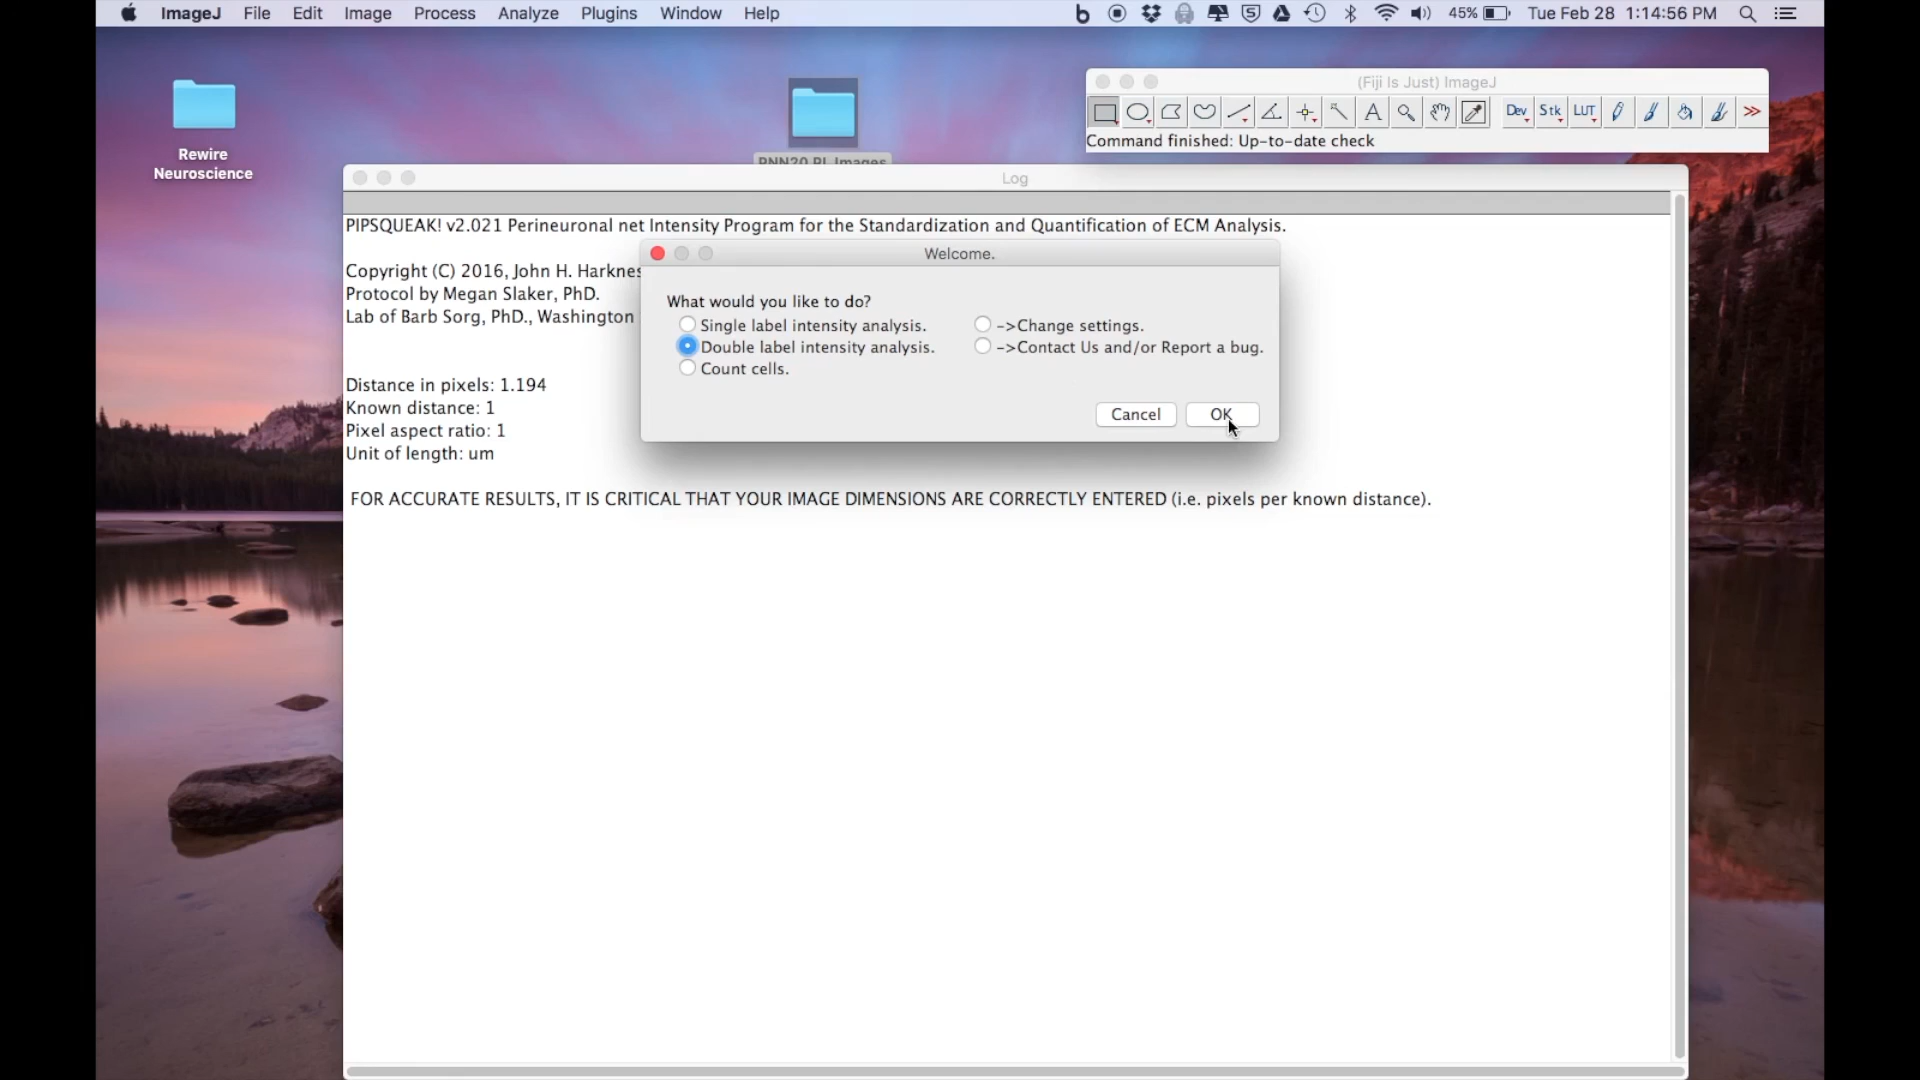 ImageJ File Edit Image Process Analyze Plugins Window Help
45% Tue Feb 28 1:14:56 PM
Rewire
Neuroscience
(Fiji Is Just) ImageJ
A Dev Stk LUT >>
Command finished: Up-to-date check
Log
PIPSQUEAK! v2.021 Perineuronal net Intensity Program for the Standardization and Quantification of ECM Analysis.
Welcome.
Copyright (C) 2016, John H. Harknes
Protocol by Megan Slaker, PhD.
Lab of Barb Sorg, PhD., Washington
What would you like to do?
Single label intensity analysis.
Double label intensity analysis.
Count cells.
->Change settings.
->Contact Us and/or Report a bug.
Cancel OK
Distance in pixels: 1.194
Known distance: 1
Pixel aspect ratio: 1
Unit of length: um
FOR ACCURATE RESULTS, IT IS CRITICAL THAT YOUR IMAGE DIMENSIONS ARE CORRECTLY ENTERED (i.e. pixels per known distance).